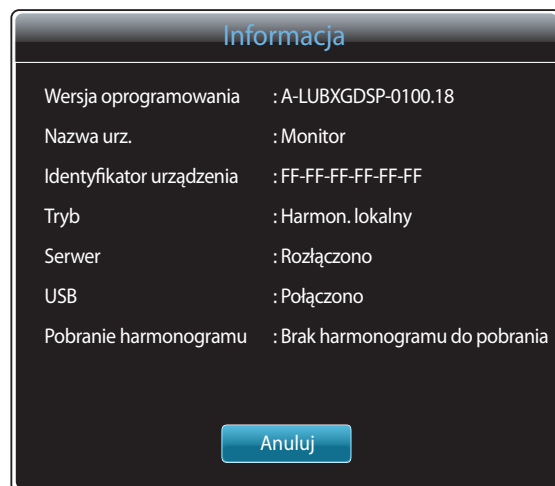 Informacja
Wersja oprogramowania : A-LUBXGDSP-0100.18
Nazwa urz. : Monitor
Identyfikator urządzenia : FF-FF-FF-FF-FF-FF
Tryb : Harmon. lokalny
Serwer : Rozłączono
USB : Połączono
Pobranie harmonogramu : Brak harmonogramu do pobrania
Anuluj